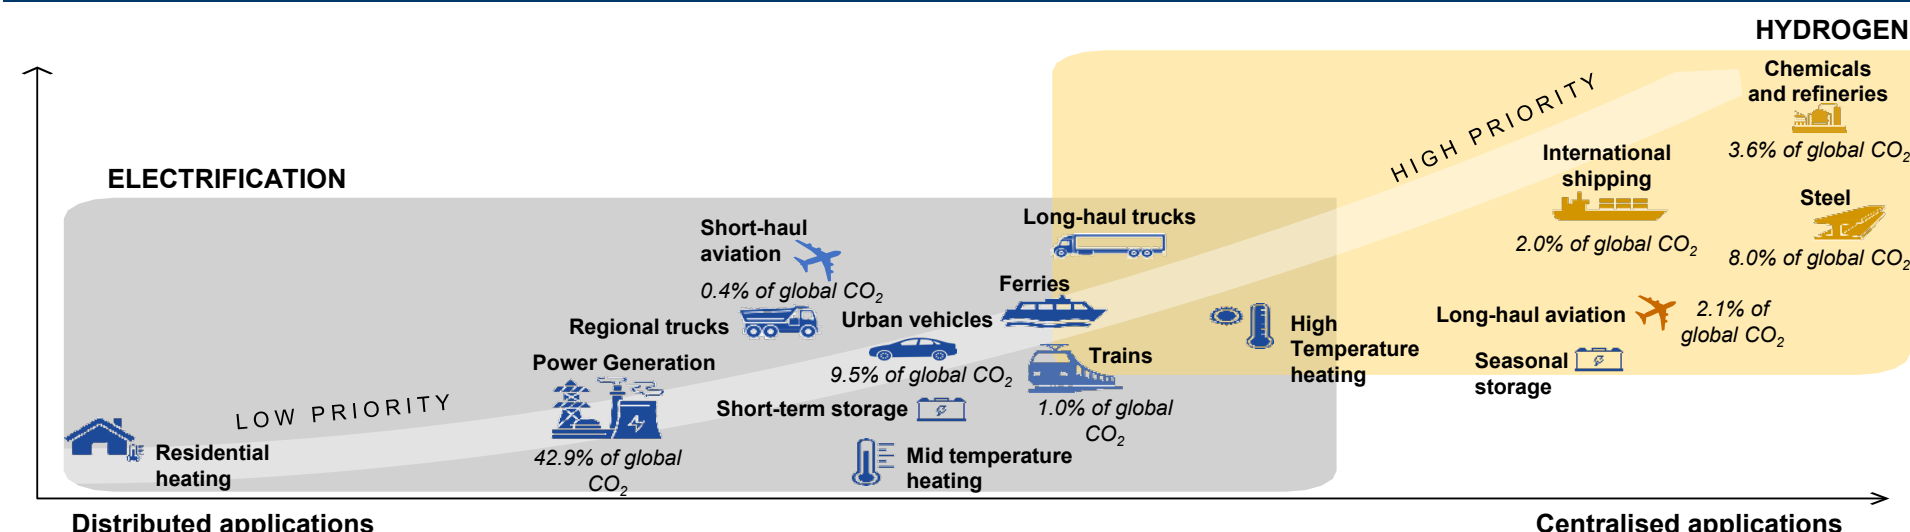 HYDROGEN
Chemicals
and refineries
3.6% of global CO2
HIGH PRIORITY
International
shipping
2.0% of global CO2
Steel
8.0% of global CO2
ELECTRIFICATION
Short-haul
aviation
0.4% of global CO2
Long-haul trucks
Ferries
Regional trucks
Urban vehicles
9.5% of global CO2
High
Temperature
heating
Long-haul aviation
2.1% of
global CO2
Seasonal
storage
Power Generation
42.9% of global
CO2
Trains
1.0% of global
CO2
Short-term storage
LOW PRIORITY
Residential
heating
Mid temperature
heating
Distributed applications
Centralised applications